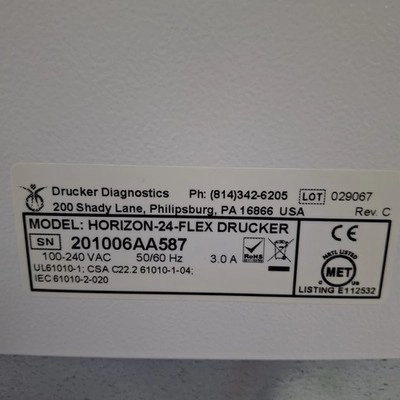 Drucker Diagnostics Ph: (814)342-6205 LOT 029067
200 Shady Lane, Philipsburg, PA 16866 USA Rev. C
MODEL: HORIZON-24-FLEX DRUCKER
SN 201006AA587
100-240 VAC 50/60 Hz 3.0 A RoHS
UL61010-1; CSA C22.2 61010-1-04;
IEC 61010-2-020
CE
MET
C US
LISTING E112532